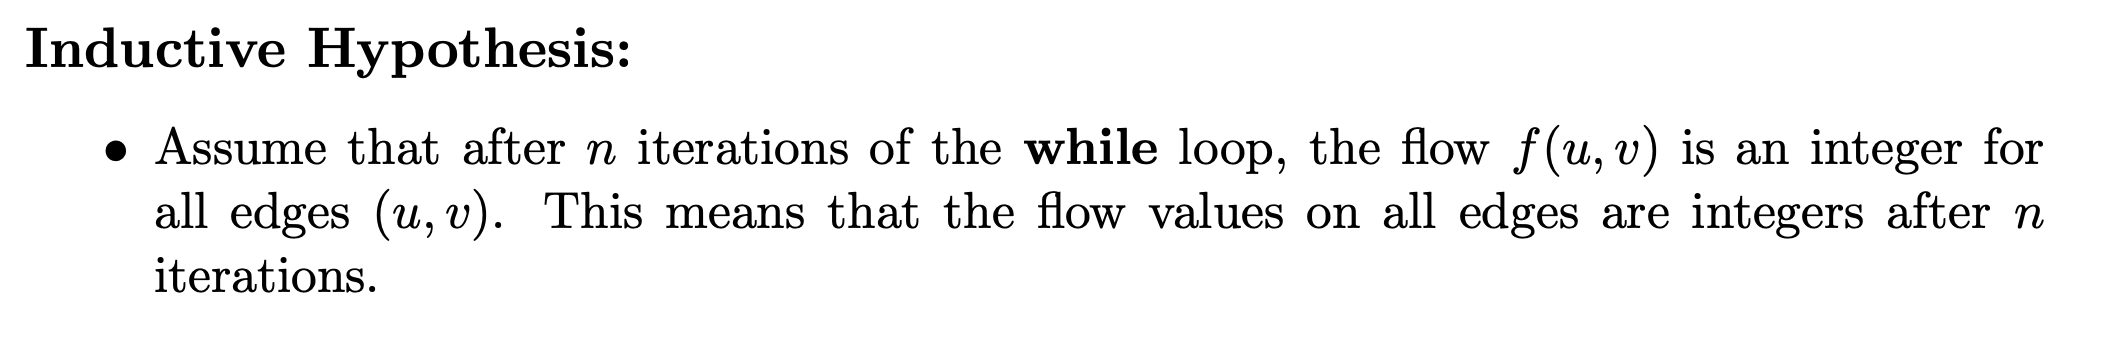 Inductive Hypothesis:
• Assume that after n iterations of the while loop, the flow f(u, v) is an integer for
all edges (u, v). This means that the flow values on all edges are integers after n
iterations.